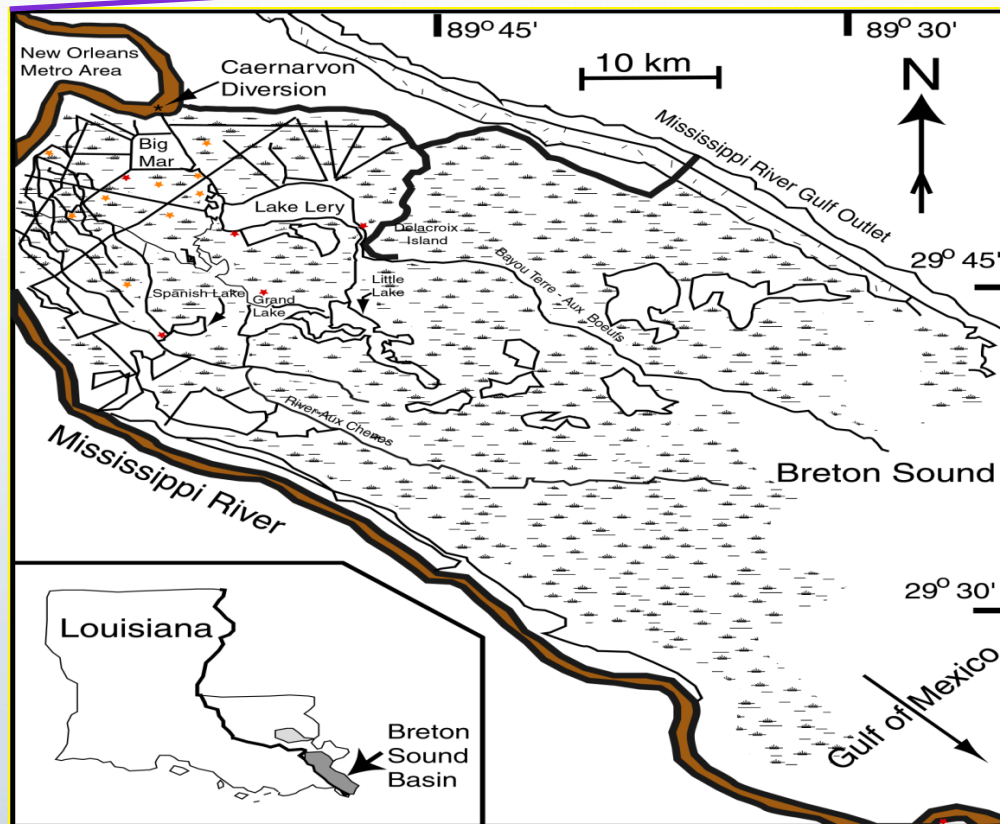 89° 45'
89° 30'
New Orleans
Metro Area
Caernarvon
Diversion
10 km
N
Mississippi River Gulf Outlet
Big
Mar
Lake Lery
Delacroix
Island
29° 45'
Bayou Terre - Aux Boeufs
Little
Lake
Spanish Lake
Grand
Lake
River Aux Chenes
Mississippi River
Breton Sound
29° 30'
Gulf of Mexico
Louisiana
Breton
Sound
Basin